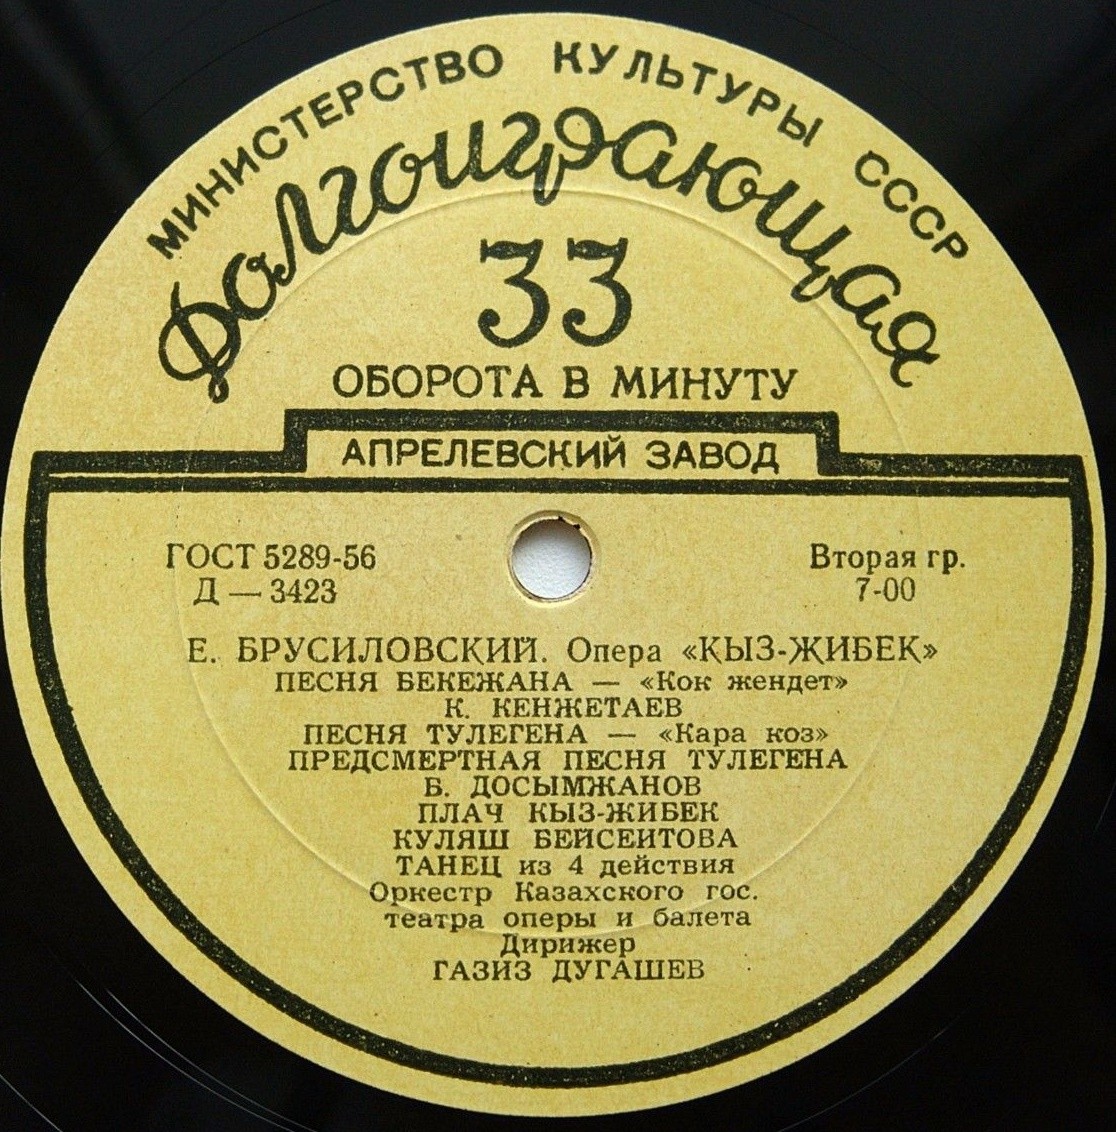 МИНИСТЕРСТВО КУЛЬТУРЫ СССР
Долгоиграющая
33
ОБОРОТА В МИНУТУ
АПРЕЛЕВСКИЙ ЗАВОД
ГОСТ 5289-56
Вторая гр.
Д — 3423
7-00
Е. БРУСИЛОВСКИЙ. Опера «КЫЗ-ЖИБЕК»
ПЕСНЯ БЕКЕЖАНА — «Кок жендет»
К. КЕНЖЕТАЕВ
ПЕСНЯ ТУЛЕГЕНА — «Кара коз»
ПРЕДСМЕРТНАЯ ПЕСНЯ ТУЛЕГЕНА
Б. ДОСЫМЖАНОВ
ПЛАЧ КЫЗ-ЖИБЕК
КУЛЯШ БЕЙСЕИТОВА
ТАНЕЦ из 4 действия
Оркестр Казахского гос.
театра оперы и балета
Дирижер
ГАЗИЗ ДУГАШЕВ